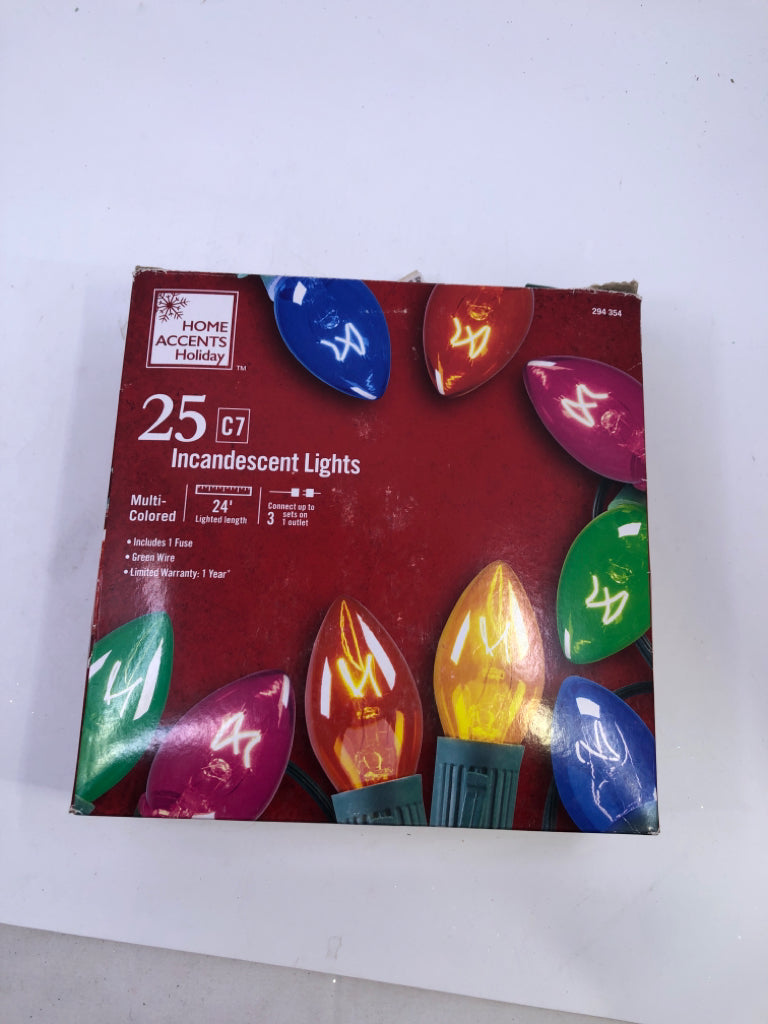 HOME
ACCENTS
Holiday
™
294 354
25 C7
Incandescent Lights
Multi-
Colored
24'
Lighted length
Connect up to
3 sets on
1 outlet
• Includes 1 Fuse
• Green Wire
• Limited Warranty: 1 Year*